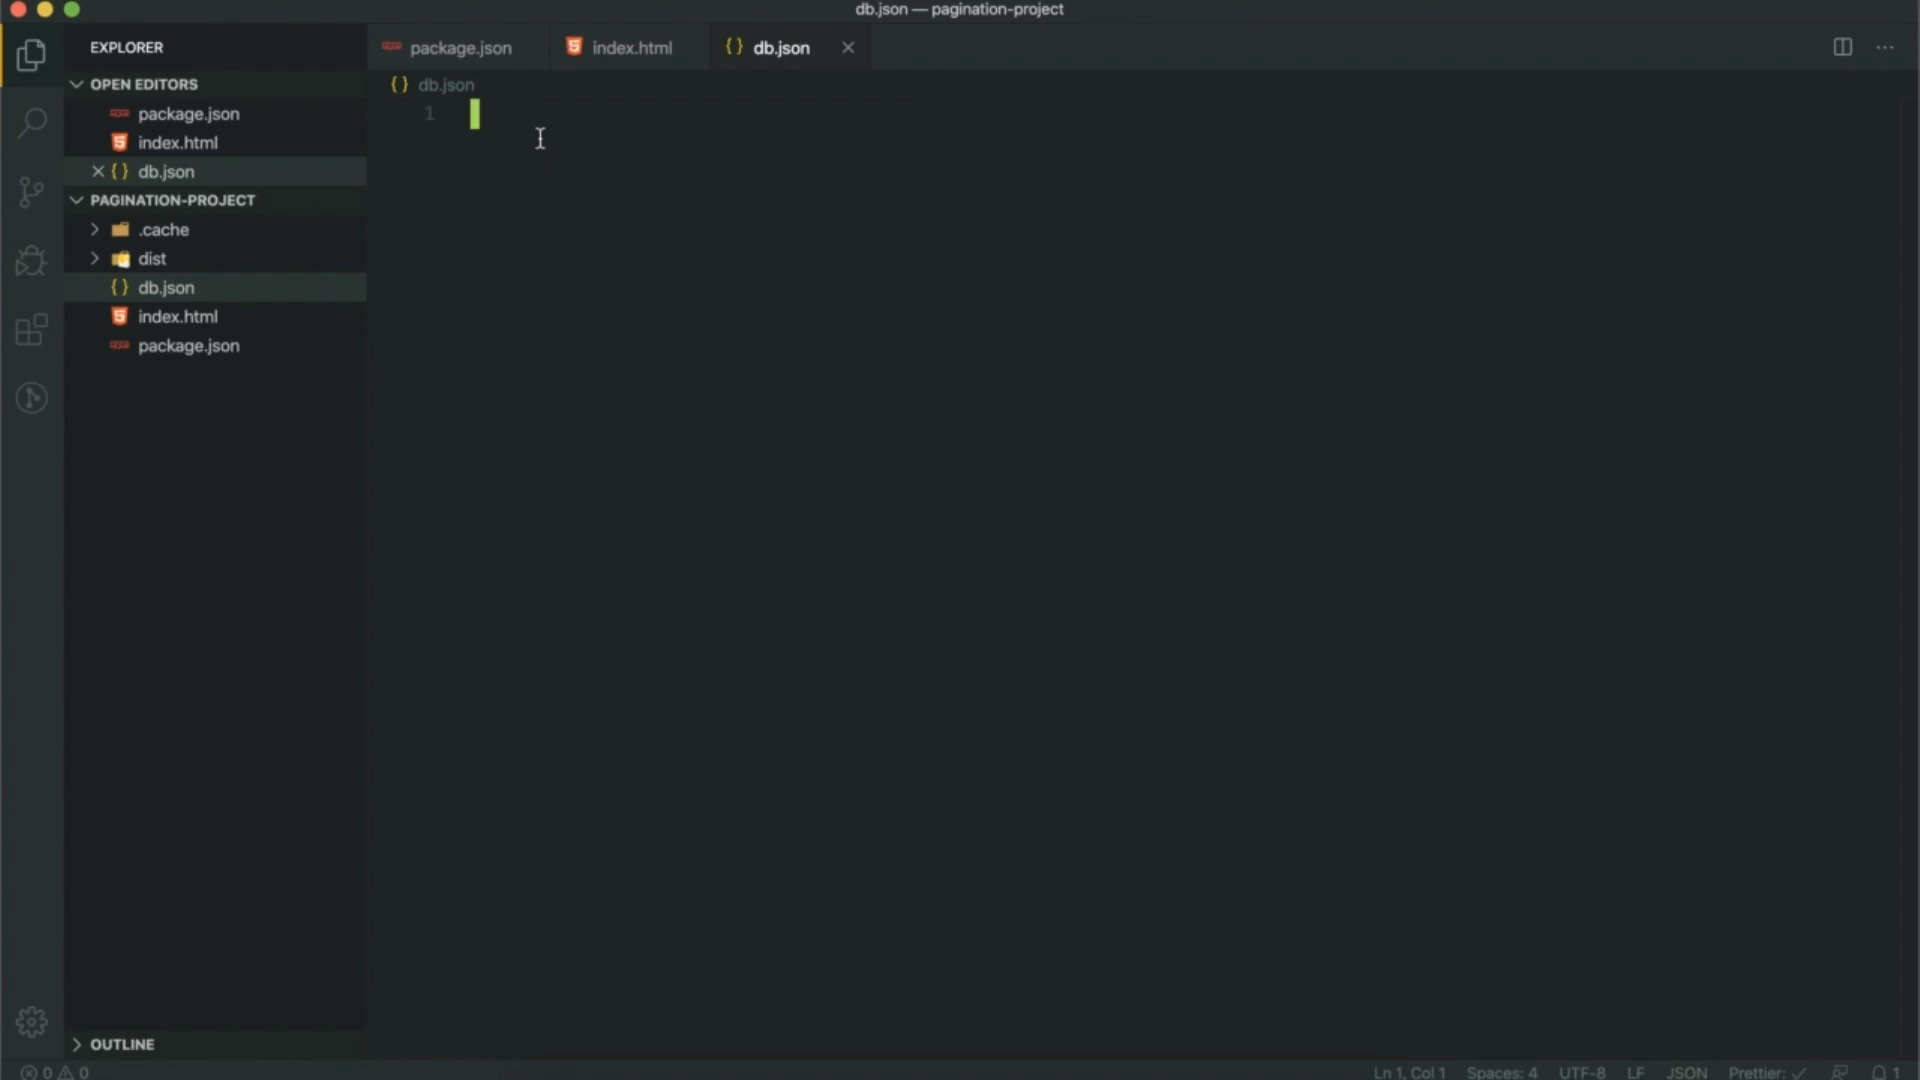 db.json — pagination-project
EXPLORER
package.json
index.html
db.json
OPEN EDITORS
db.json
package.json
1
index.html
db.json
PAGINATION-PROJECT
.cache
dist
db.json
index.html
package.json
OUTLINE
0 0
Ln 1, Col 1 Spaces: 4 UTF-8 LF JSON Prettier: ✓ 1